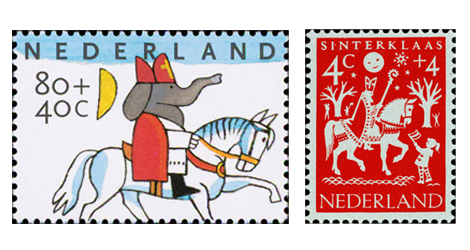 NEDERLAND
80+
40C
SINTERKLAAS
4C +4
NEDERLAND